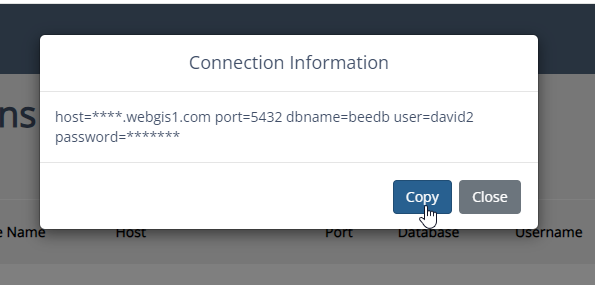 Connection Information
ns
host=****.webgis1.com port=5432 dbname=beedb user=david2
password=*******
Copy Close
e Name Host Port Database Username